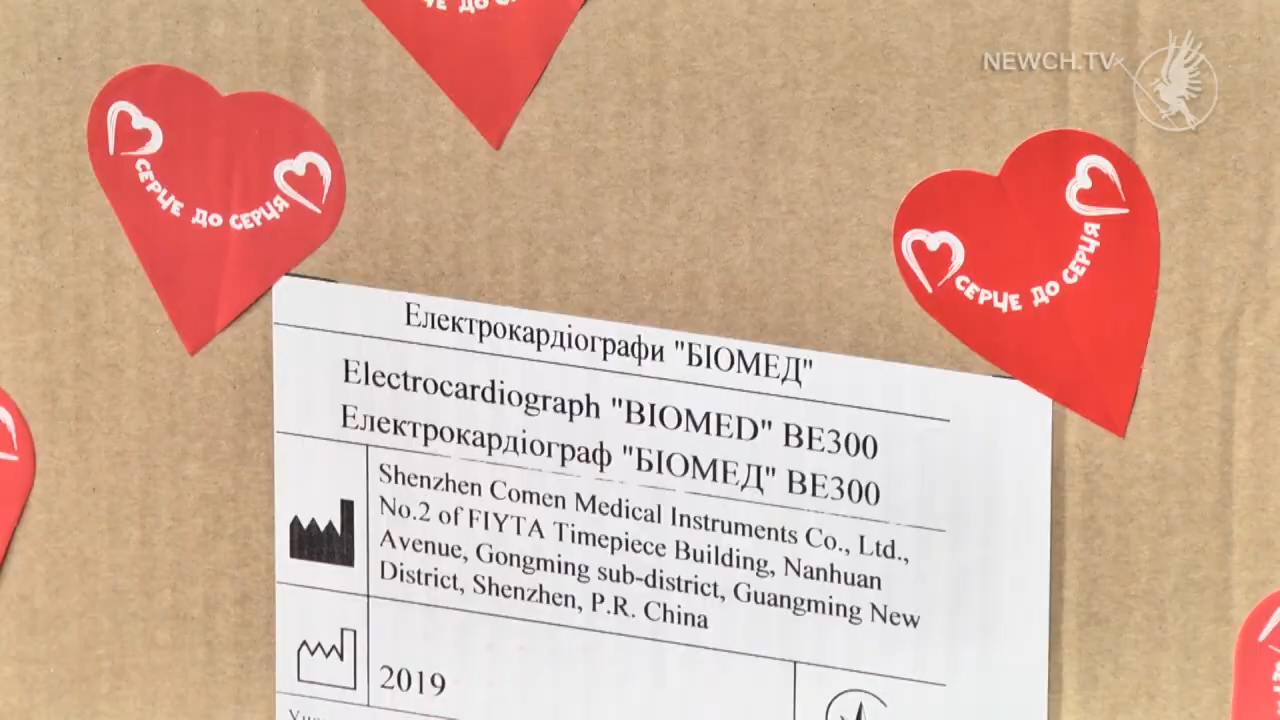 NEWCH.TV
СЕРЦЕ ДО СЕРЦЯ
СЕРЦЕ ДО СЕРЦЯ
Електрокардіографи "БІОМЕД"
Electrocardiograph "BIOMED" BE300
Електрокардіограф "БІОМЕД" BE300
Shenzhen Comen Medical Instruments Co., Ltd.,
No.2 of FIYTA Timepiece Building, Nanhuan
Avenue, Gongming sub-district, Guangming New
District, Shenzhen, P.R. China
2019